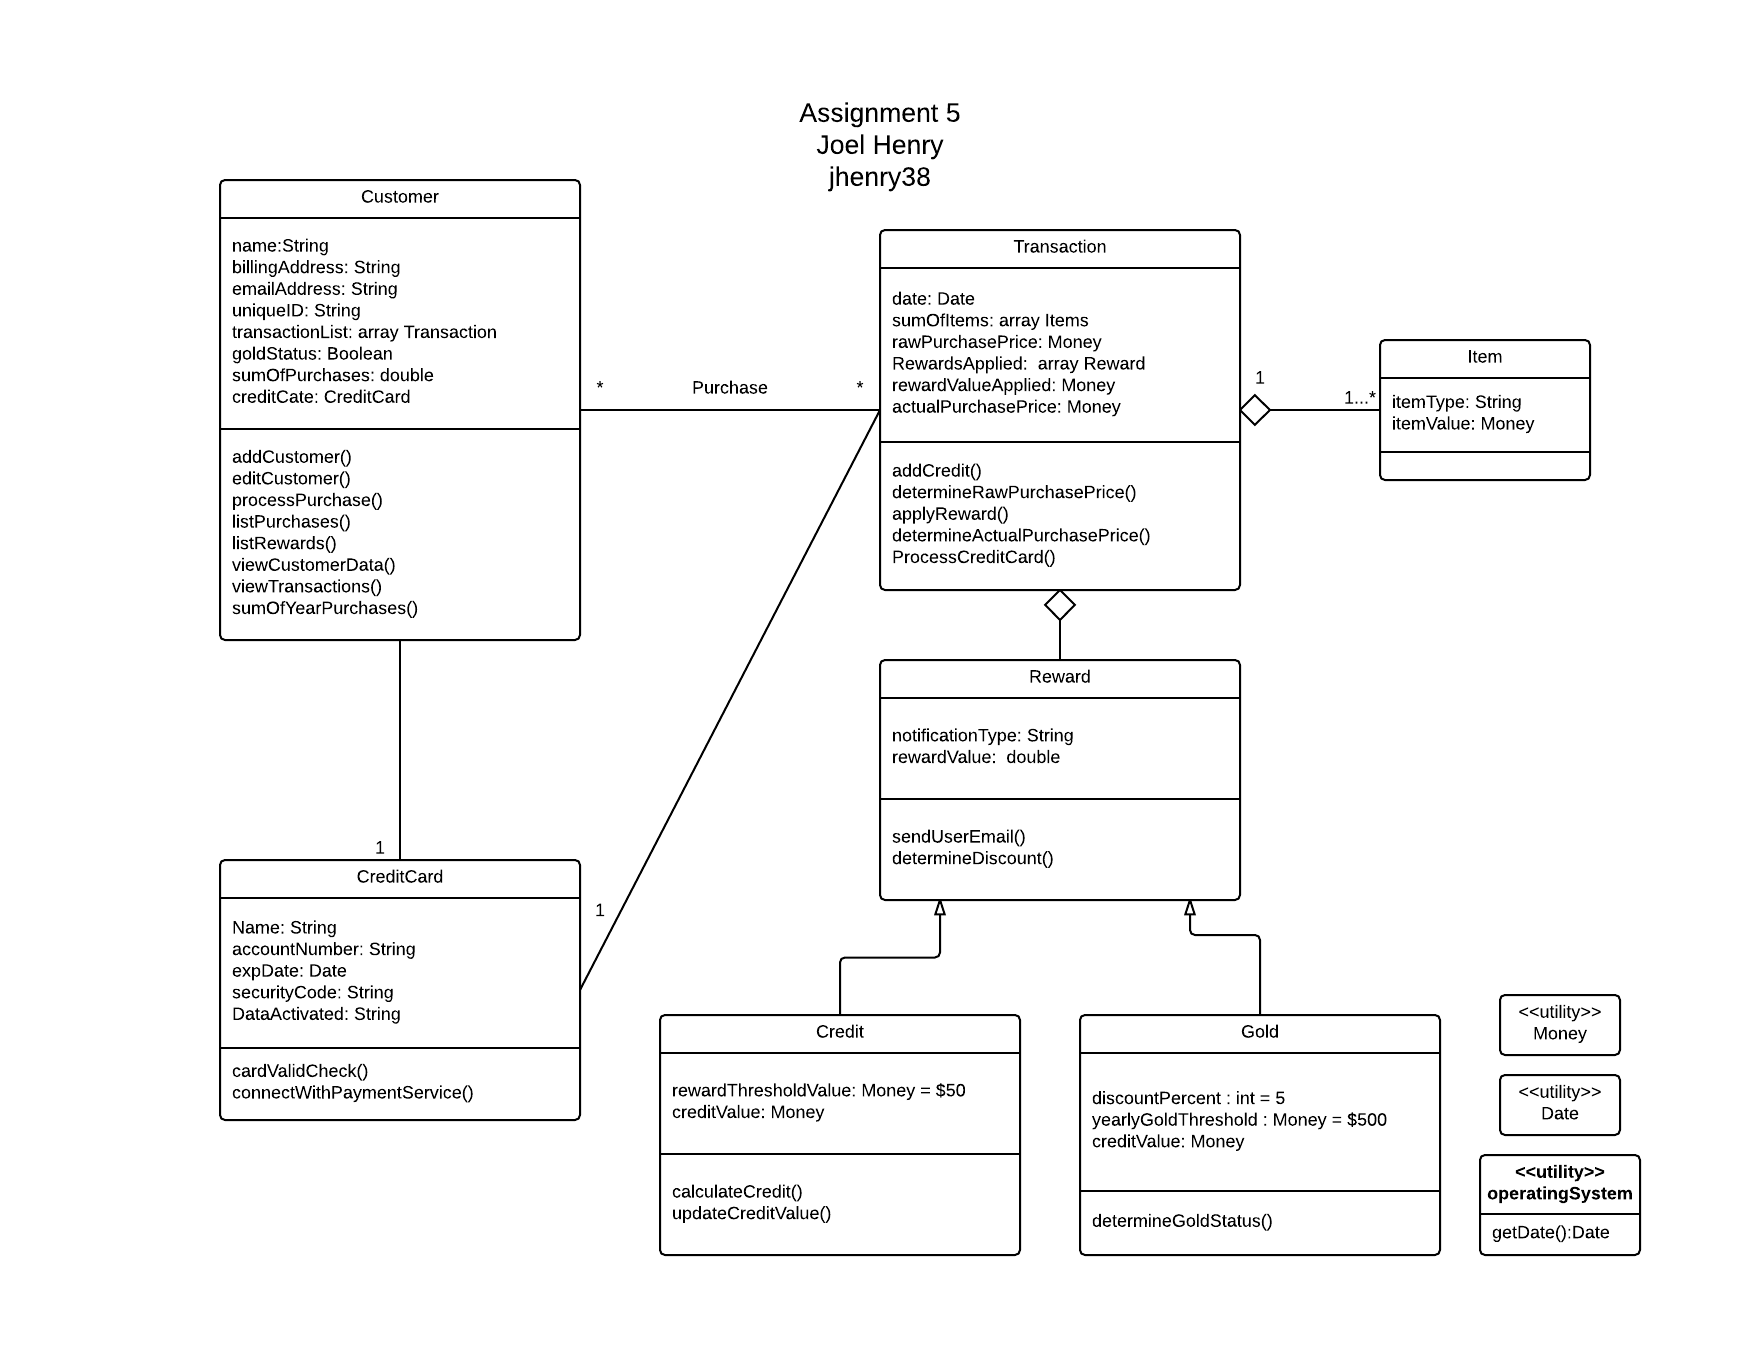 Assignment 5
Joel Henry
jhenry38
Customer
name:String
billingAddress: String
emailAddress: String
uniqueID: String
transactionList: array Transaction
goldStatus: Boolean
sumOfPurchases: double
creditCate: CreditCard
addCustomer()
editCustomer()
processPurchase()
listPurchases()
listRewards()
viewCustomerData()
viewTransactions()
sumOfYearPurchases()
* Purchase *
Transaction
date: Date
sumOfItems: array Items
rawPurchasePrice: Money
RewardsApplied:  array Reward
rewardValueApplied: Money
actualPurchasePrice: Money
addCredit()
determineRawPurchasePrice()
applyReward()
determineActualPurchasePrice()
ProcessCreditCard()
1
1...*
Item
itemType: String
itemValue: Money
Reward
notificationType: String
rewardValue:  double
sendUserEmail()
determineDiscount()
1
CreditCard
Name: String
accountNumber: String
expDate: Date
securityCode: String
DataActivated: String
cardValidCheck()
connectWithPaymentService()
1
Credit
rewardThresholdValue: Money = $50
creditValue: Money
calculateCredit()
updateCreditValue()
Gold
discountPercent : int = 5
yearlyGoldThreshold : Money = $500
creditValue: Money
determineGoldStatus()
<<utility>>
Money
<<utility>>
Date
<<utility>>
operatingSystem
getDate():Date